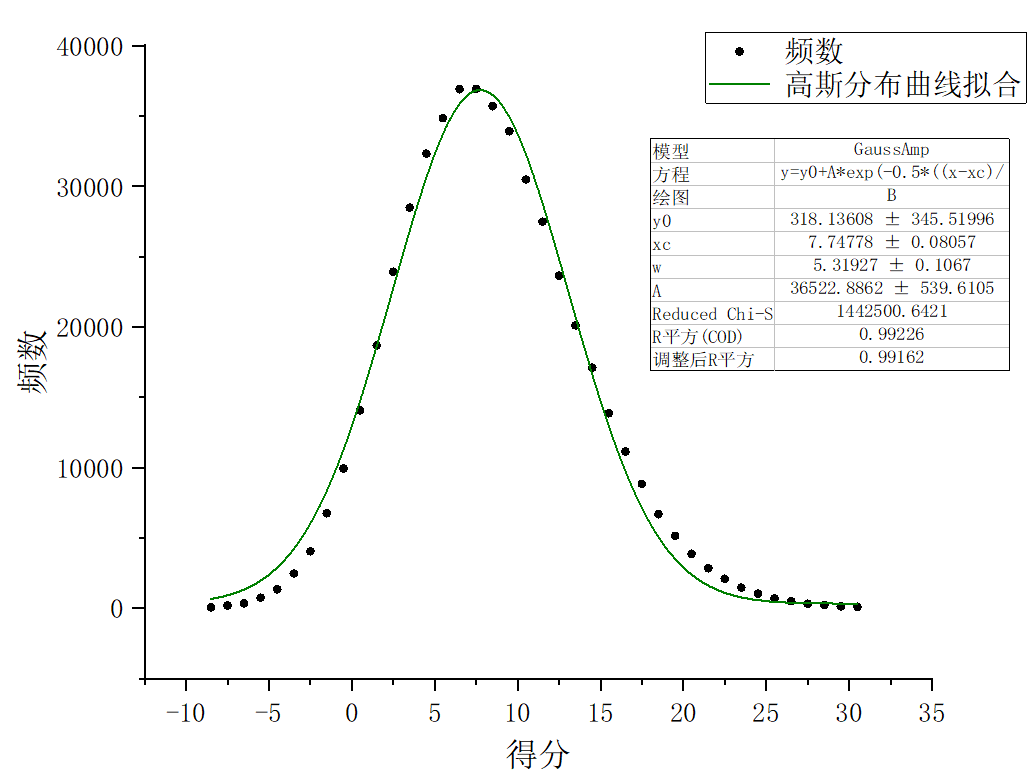 频数
高斯分布曲线拟合
模型 GaussAmp
方程 y=y0+A*exp(-0.5*((x-xc)/
绘图 B
y0 318.13608 ± 345.51996
xc 7.74778 ± 0.08057
w 5.31927 ± 0.1067
A 36522.8862 ± 539.6105
Reduced Chi-S 1442500.6421
R平方(COD) 0.99226
调整后R平方 0.99162
40000
30000
20000
10000
0
频数
-10 -5 0 5 10 15 20 25 30 35
得分